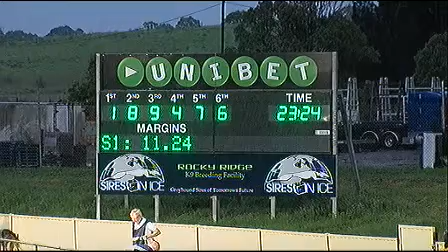 UNIBET
1ST 2ND 3RD 4TH 5TH 6TH TIME
1 8 9 4 7 6 23:24
MARGINS
S1: 11.24
ROCKY RIDGE
K9 Breeding Facility
SIRES ON ICE
SIRES ON ICE
Greyhound Sires of Tomorrow's Future